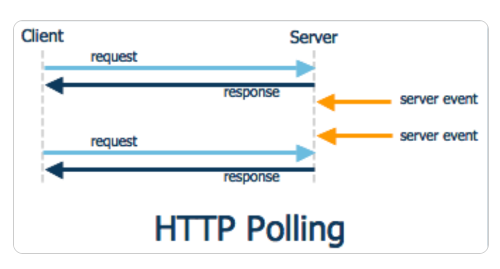 Client
Server
request
response
server event
server event
request
response
HTTP Polling